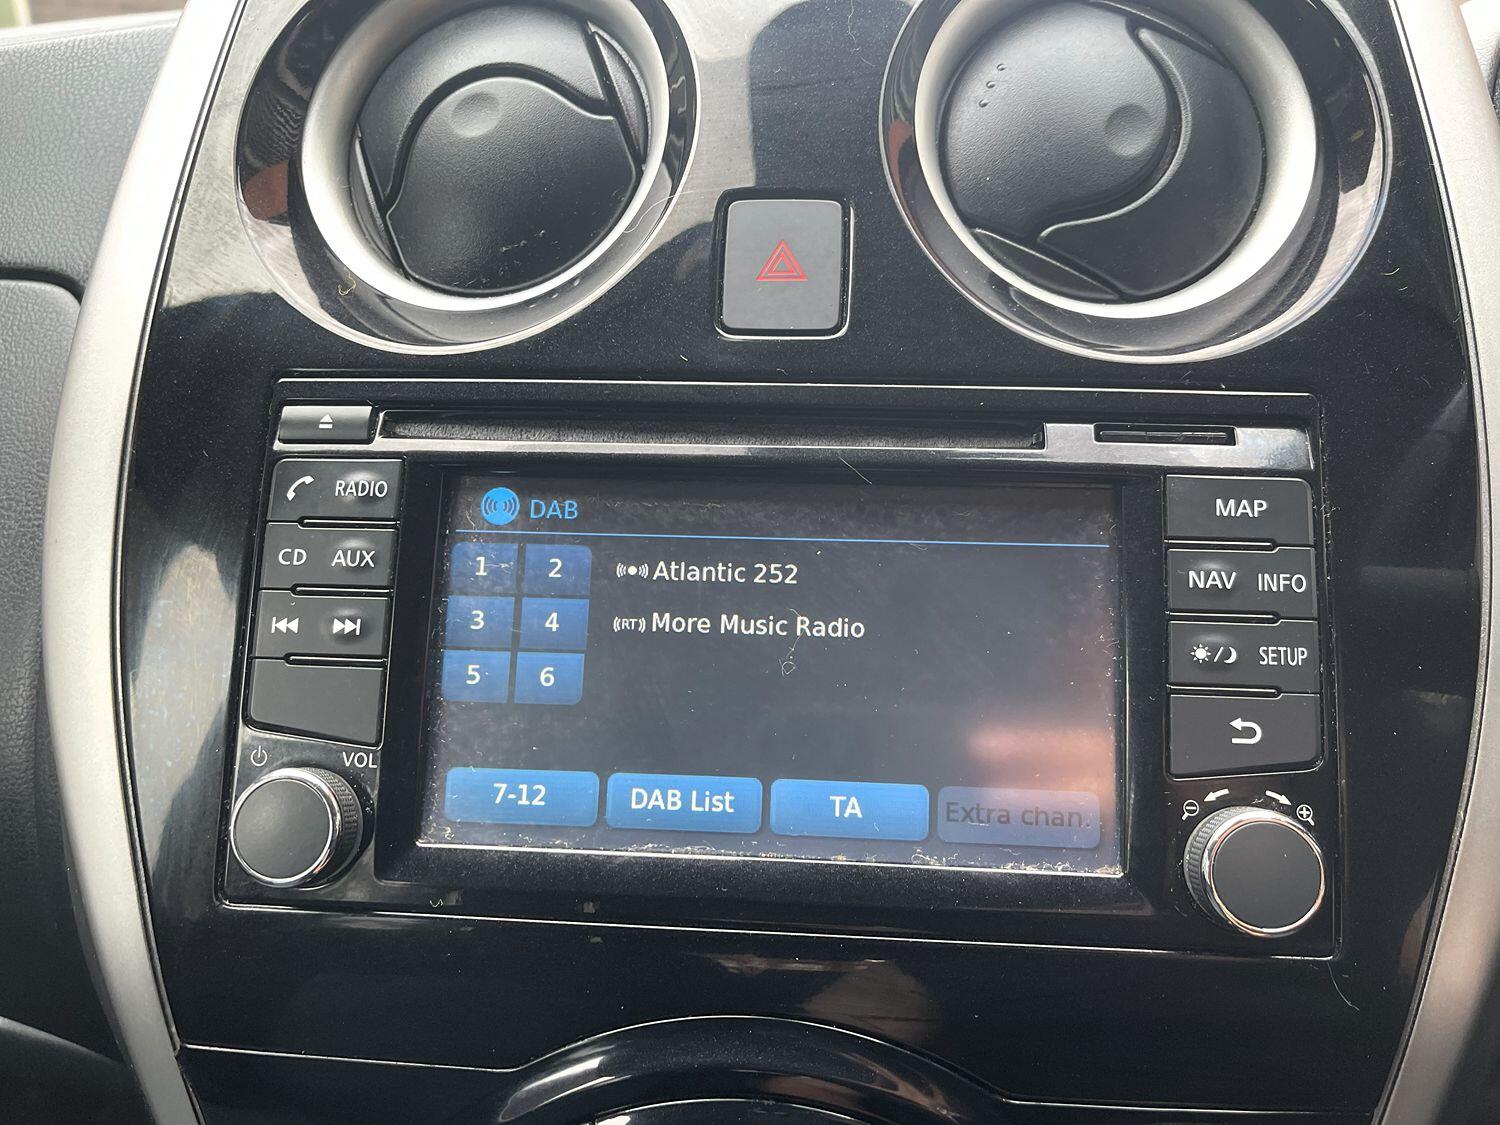 RADIO
CD AUX
VOL
DAB
1 2
3 4
5 6
Atlantic 252
((RT)) More Music Radio
7-12
DAB List
TA
Extra chan.
MAP
NAV INFO
SETUP